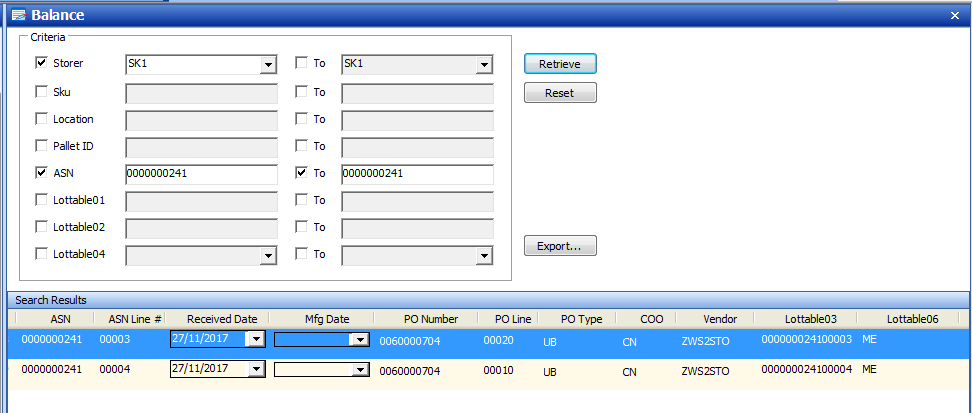 Balance
Criteria
Storer SK1 To SK1 Retrieve
Sku To Reset
Location To
Pallet ID To
ASN 0000000241 To 0000000241
Lottable01 To
Lottable02 To
Lottable04 To Export...
Search Results
ASN ASN Line # Received Date Mfg Date PO Number PO Line PO Type COO Vendor Lottable03 Lottable06
0000000241 00003 27/11/2017 0060000704 00020 UB CN ZWS2STO 000000024100003 ME
0000000241 00004 27/11/2017 0060000704 00010 UB CN ZWS2STO 000000024100004 ME